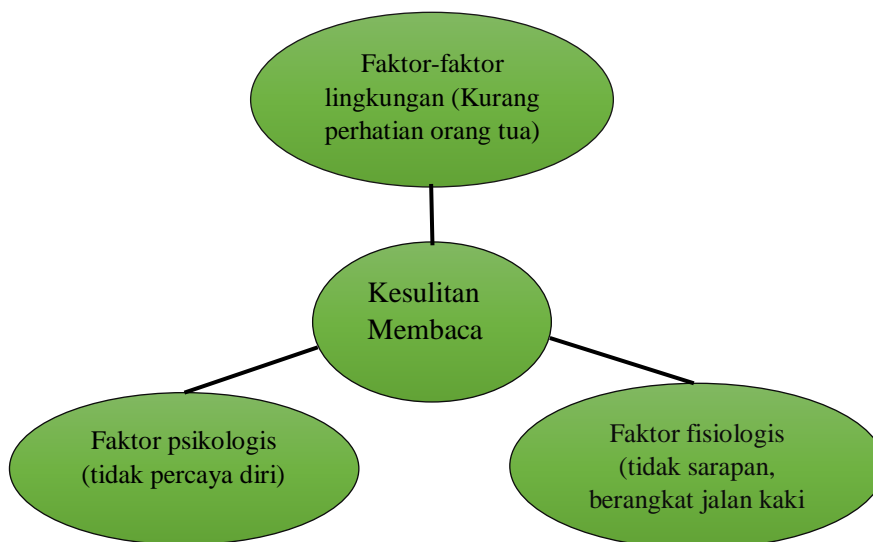 Faktor-faktor
lingkungan (Kurang
perhatian orang tua)
Kesulitan
Membaca
Faktor psikologis
(tidak percaya diri)
Faktor fisiologis
(tidak sarapan,
berangkat jalan kaki